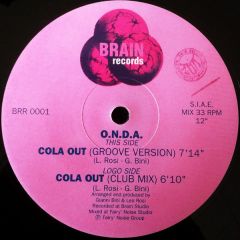 BRAIN
records
BRR 0001
S.I.A.E.
MIX 33 RPM
12"
O.N.D.A.
THIS SIDE
COLA OUT (GROOVE VERSION) 7'14"
(L. Rosi - G. Bini)
LOGO SIDE
COLA OUT (CLUB MIX) 6'10"
(L. Rosi - G. Bini)
Arranged and produced by
Gianni Bini & Leo Rosi
Recorded at Brain Studio
Mixed at Fairy Noise Studio
Ⓟ Fairy Noise Group